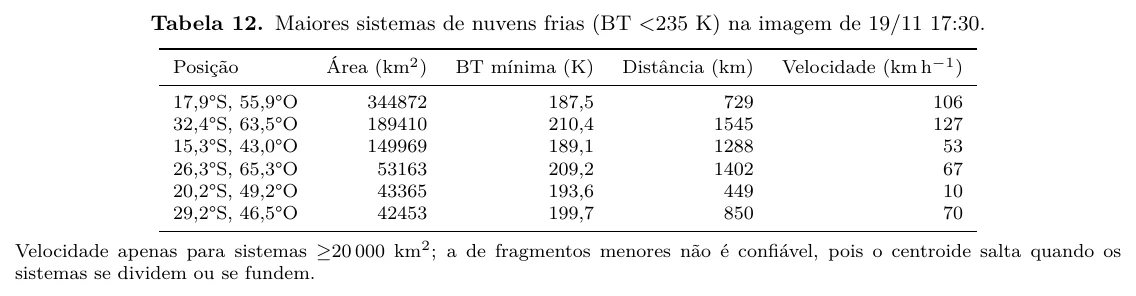 Tabela 12. Maiores sistemas de nuvens frias (BT <235 K) na imagem de 19/11 17:30.
Posição Área (km²) BT mínima (K) Distância (km) Velocidade (km h⁻¹)
17,9°S, 55,9°O 344872 187,5 729 106
32,4°S, 63,5°O 189410 210,4 1545 127
15,3°S, 43,0°O 149969 189,1 1288 53
26,3°S, 65,3°O 53163 209,2 1402 67
20,2°S, 49,2°O 43365 193,6 449 10
29,2°S, 46,5°O 42453 199,7 850 70
Velocidade apenas para sistemas ≥20 000 km²; a de fragmentos menores não é confiável, pois o centroide salta quando os
sistemas se dividem ou se fundem.